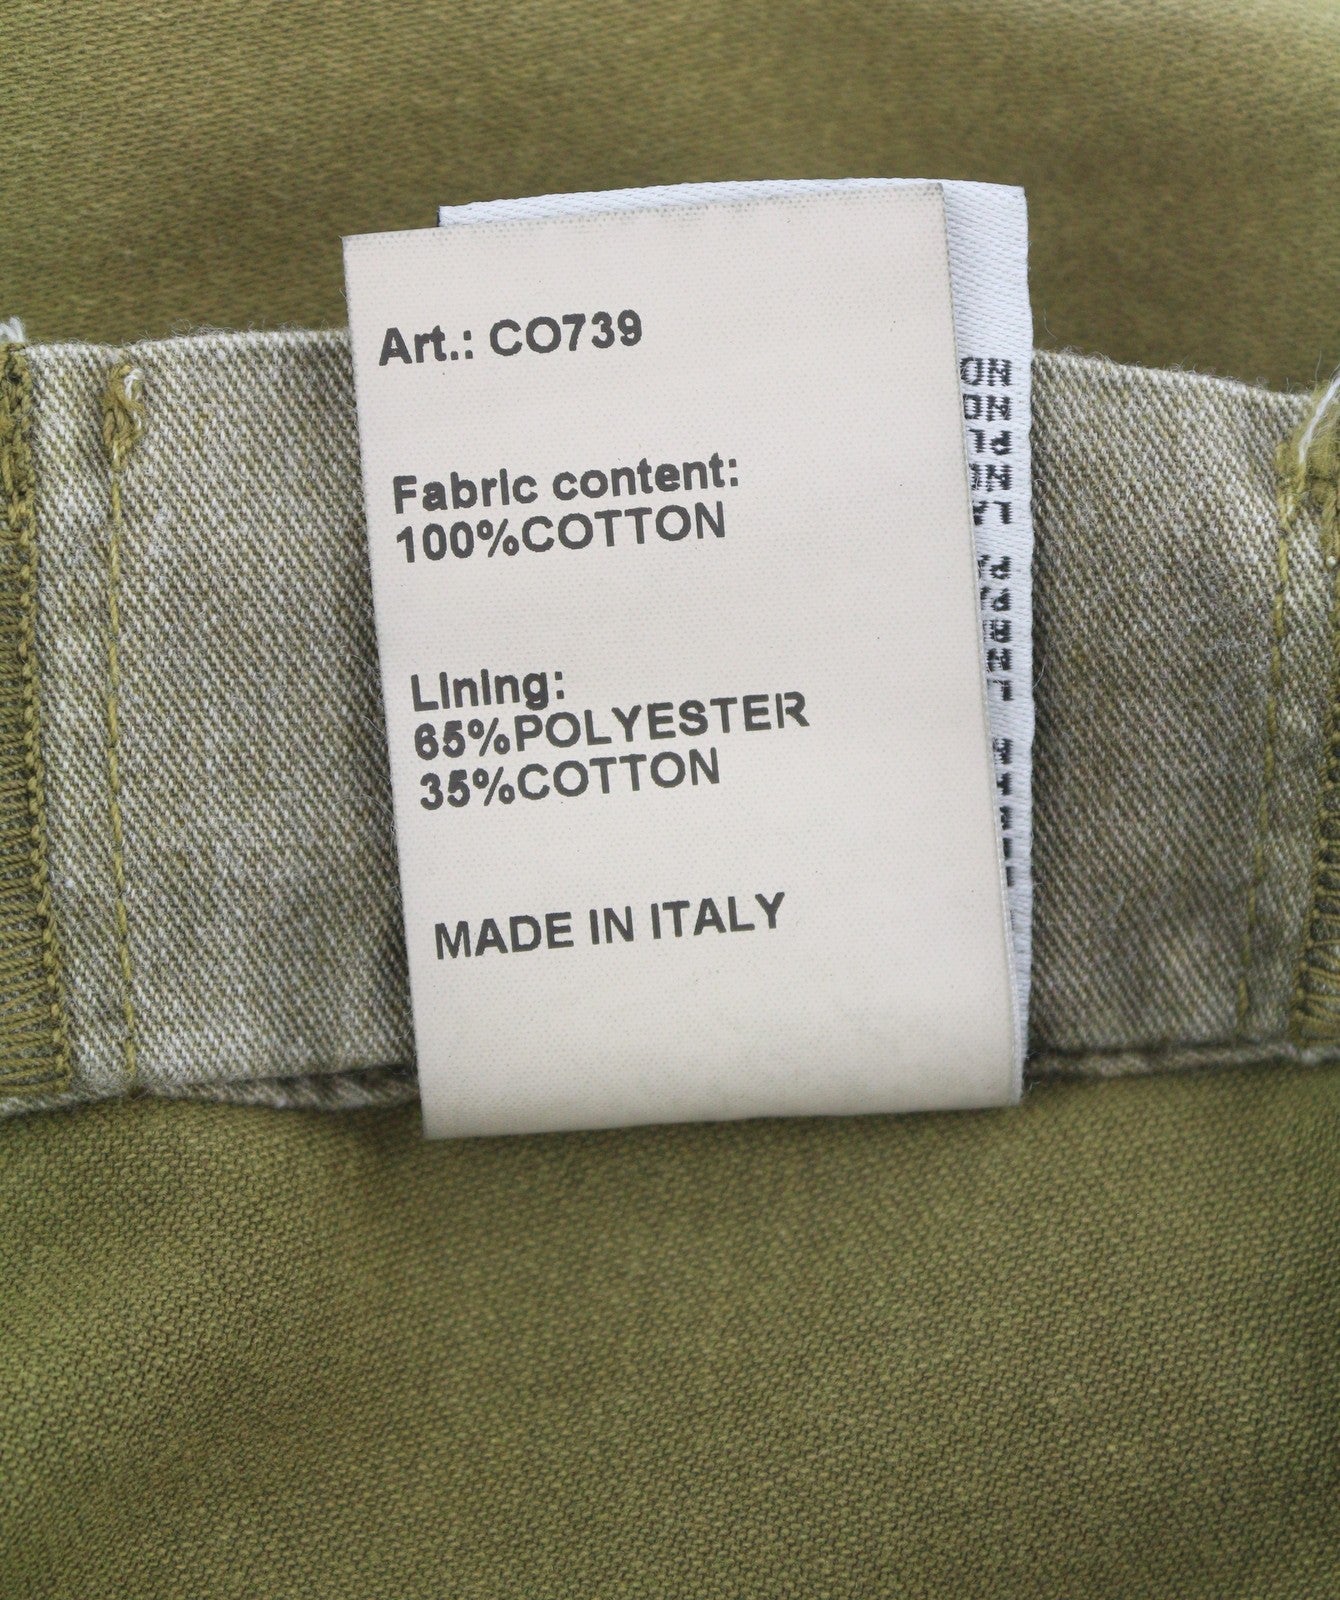 Art.: CO739
Fabric content:
100%COTTON
Lining:
65%POLYESTER
35%COTTON
MADE IN ITALY